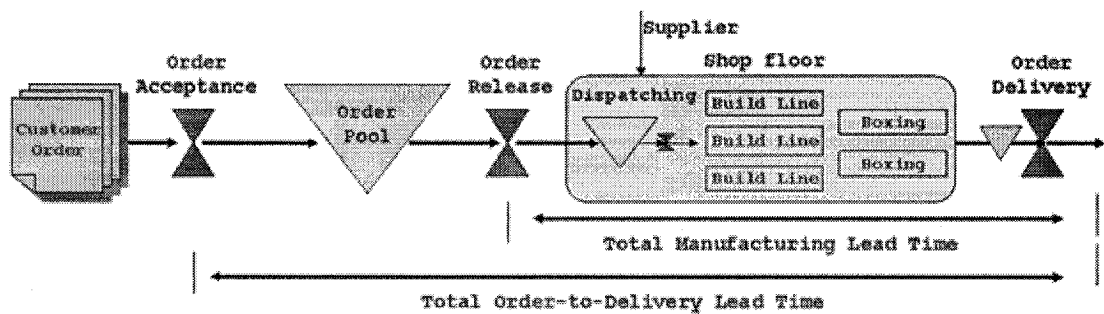 Supplier
Order
Acceptance
Order
Release
Shop floor
Order
Delivery
Customer
Order
Order
Pool
Dispatching
Build Line
Build Line
Build Line
Boxing
Boxing
Total Manufacturing Lead Time
Total Order-to-Delivery Lead Time